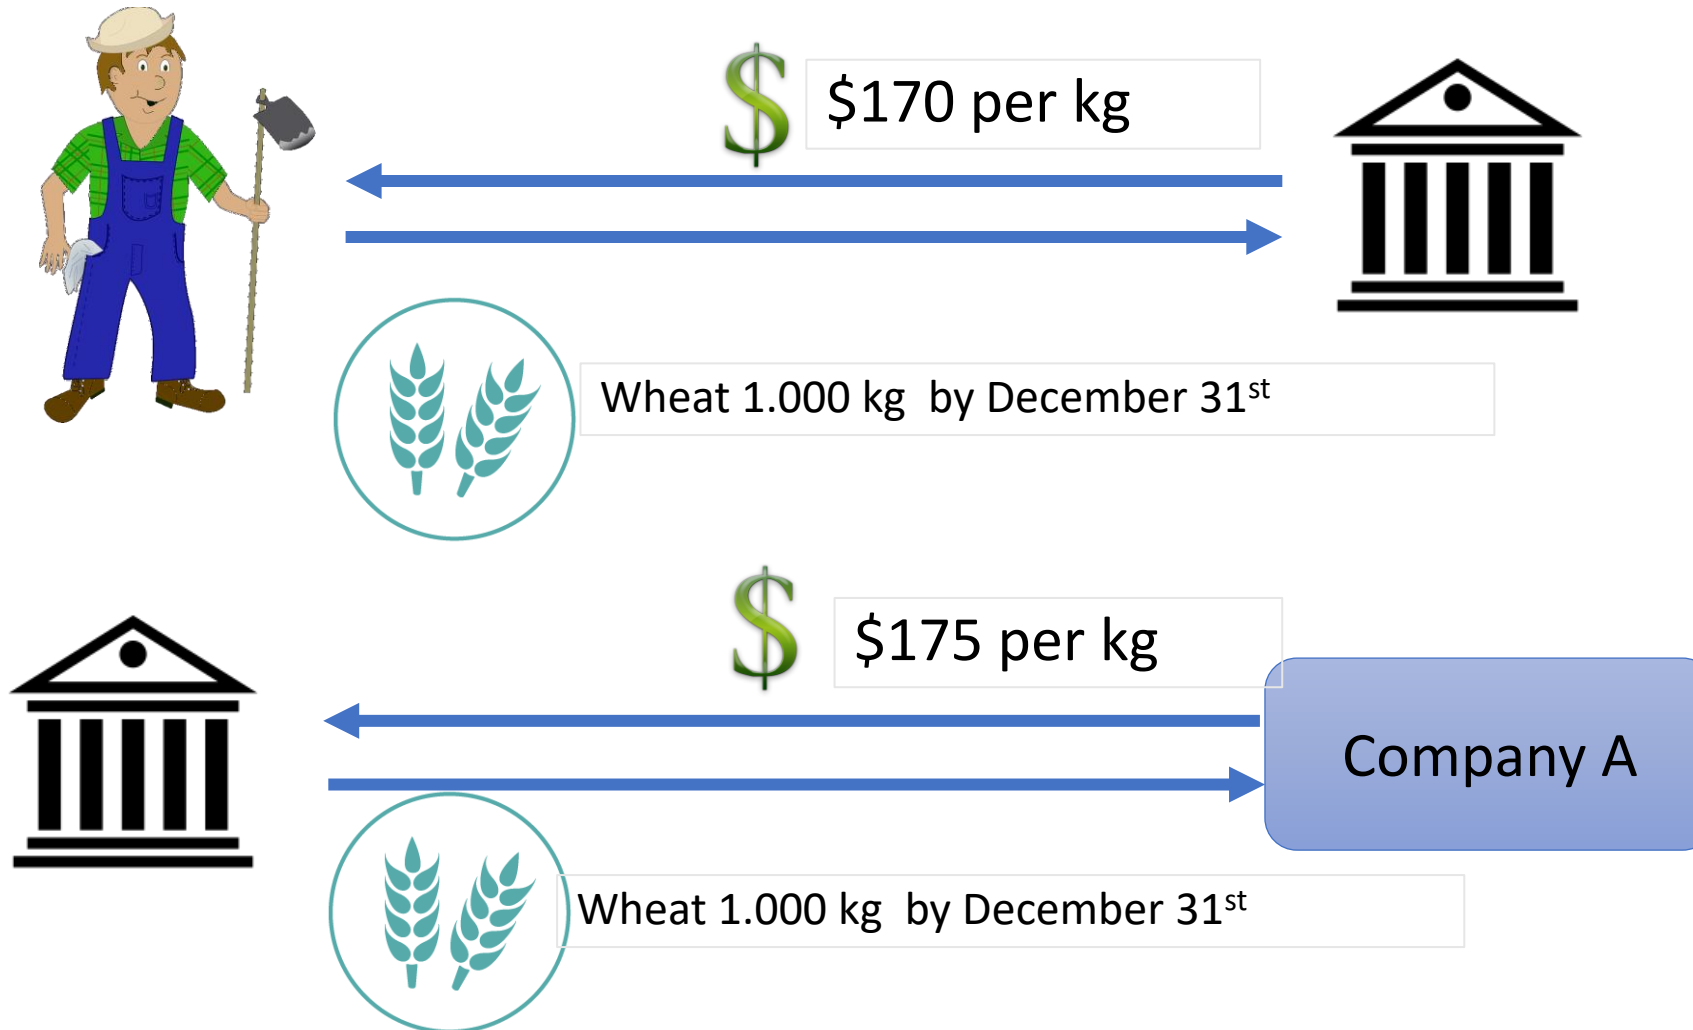 $170 per kg
Wheat 1.000 kg  by December 31st
$175 per kg
Company A
Wheat 1.000 kg  by December 31st